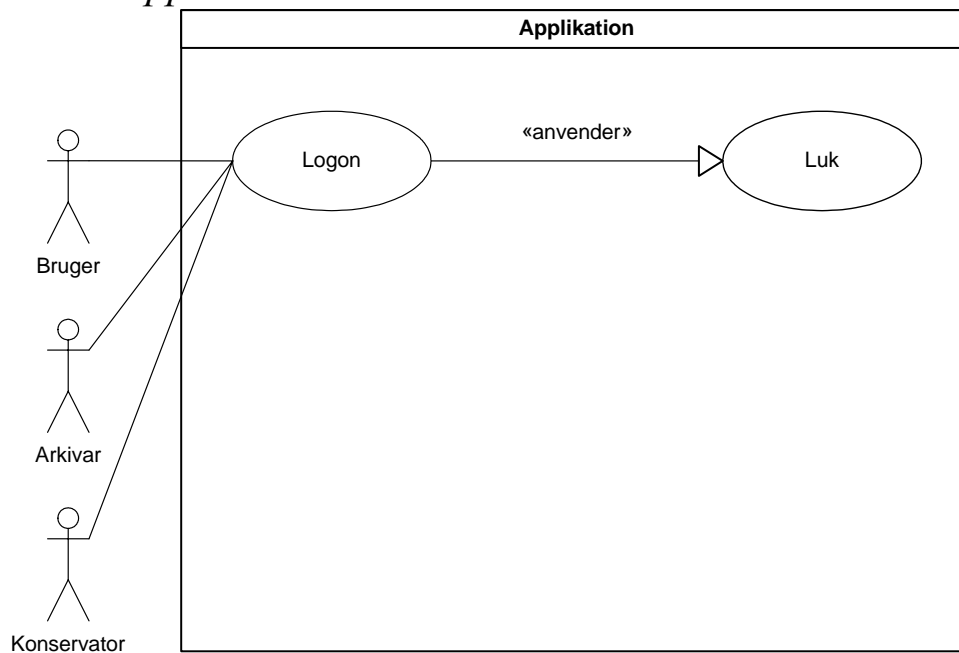 Applikation
«anvender»
Logon
Luk
Bruger
Arkivar
Konservator